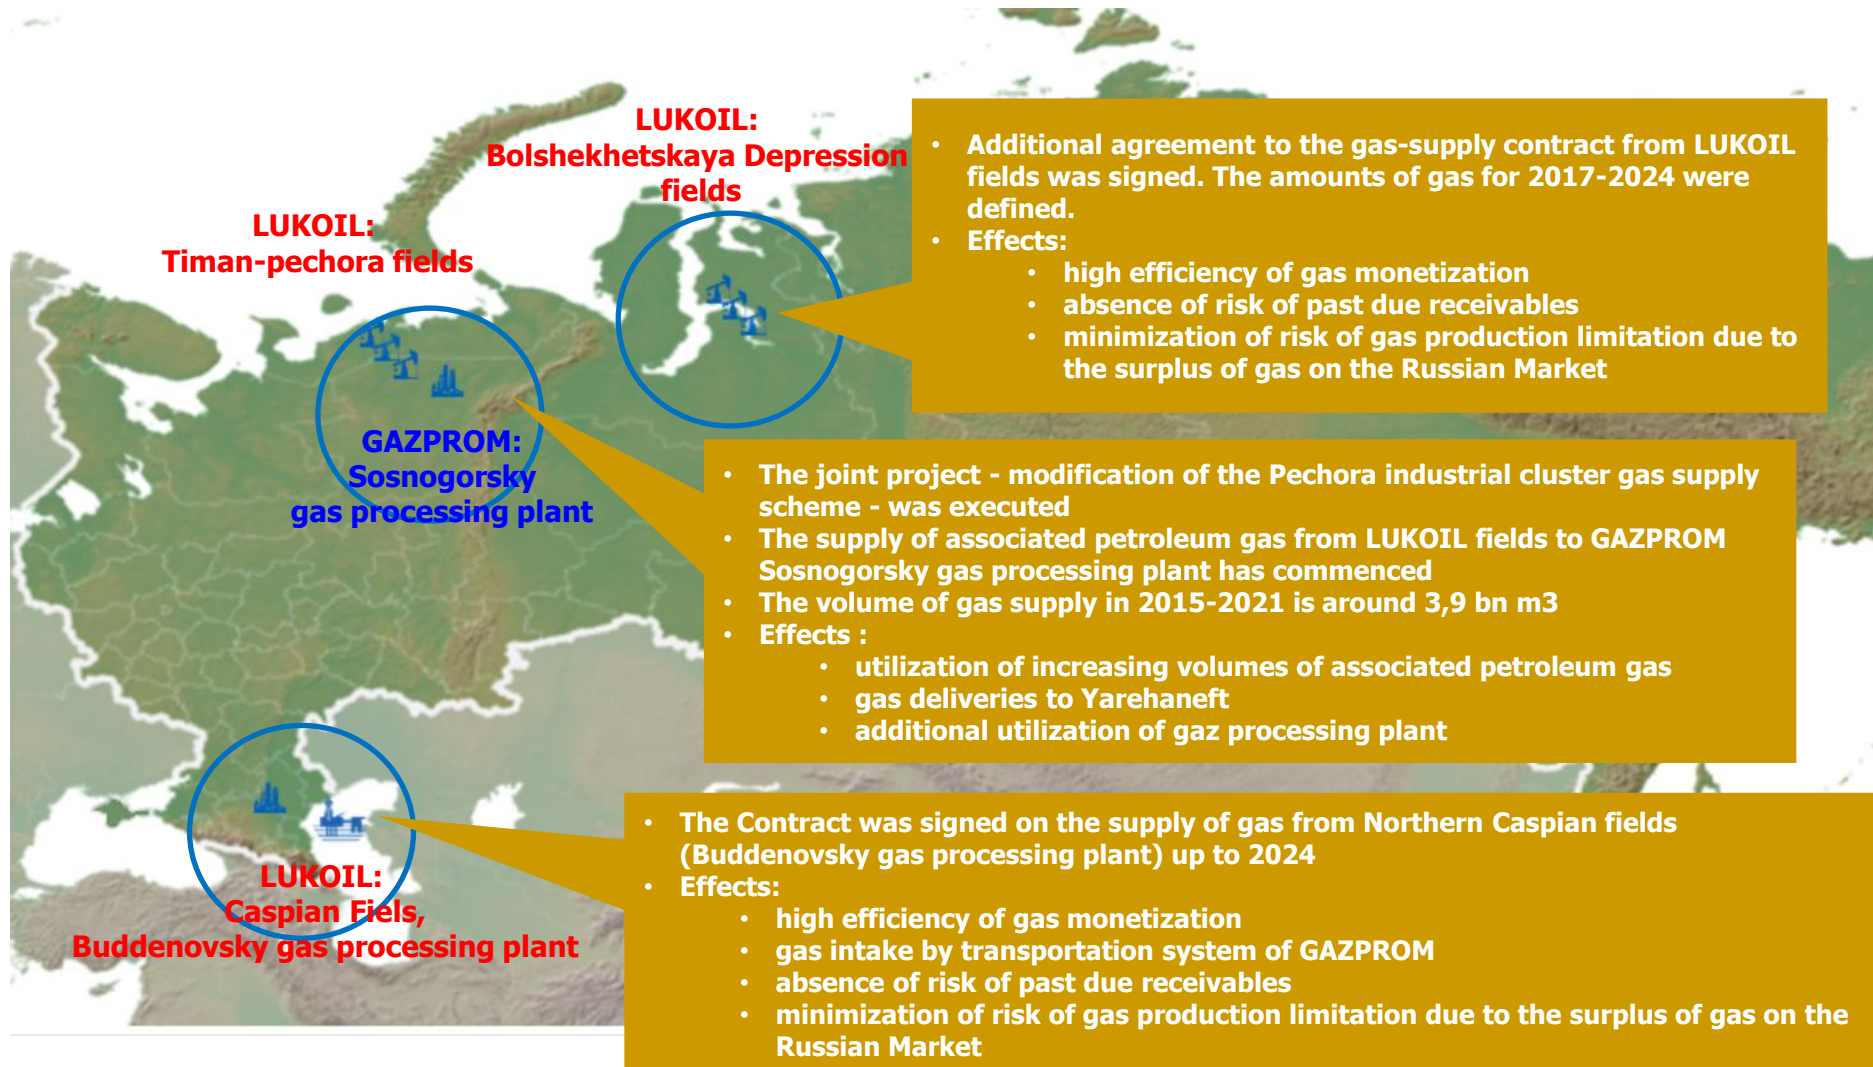 LUKOIL:
Bolshekhetskaya Depression
fields
LUKOIL:
Timan-pechora fields
• Additional agreement to the gas-supply contract from LUKOIL
fields was signed. The amounts of gas for 2017-2024 were
defined.
• Effects:
• high efficiency of gas monetization
• absence of risk of past due receivables
• minimization of risk of gas production limitation due to
the surplus of gas on the Russian Market
GAZPROM:
Sosnogorsky
gas processing plant
• The joint project - modification of the Pechora industrial cluster gas supply
scheme - was executed
• The supply of associated petroleum gas from LUKOIL fields to GAZPROM
Sosnogorsky gas processing plant has commenced
• The volume of gas supply in 2015-2021 is around 3,9 bn m3
• Effects :
• utilization of increasing volumes of associated petroleum gas
• gas deliveries to Yarehaneft
• additional utilization of gaz processing plant
LUKOIL:
Caspian Fiels,
Buddenovsky gas processing plant
• The Contract was signed on the supply of gas from Northern Caspian fields
(Buddenovsky gas processing plant) up to 2024
• Effects:
• high efficiency of gas monetization
• gas intake by transportation system of GAZPROM
• absence of risk of past due receivables
• minimization of risk of gas production limitation due to the surplus of gas on the
Russian Market